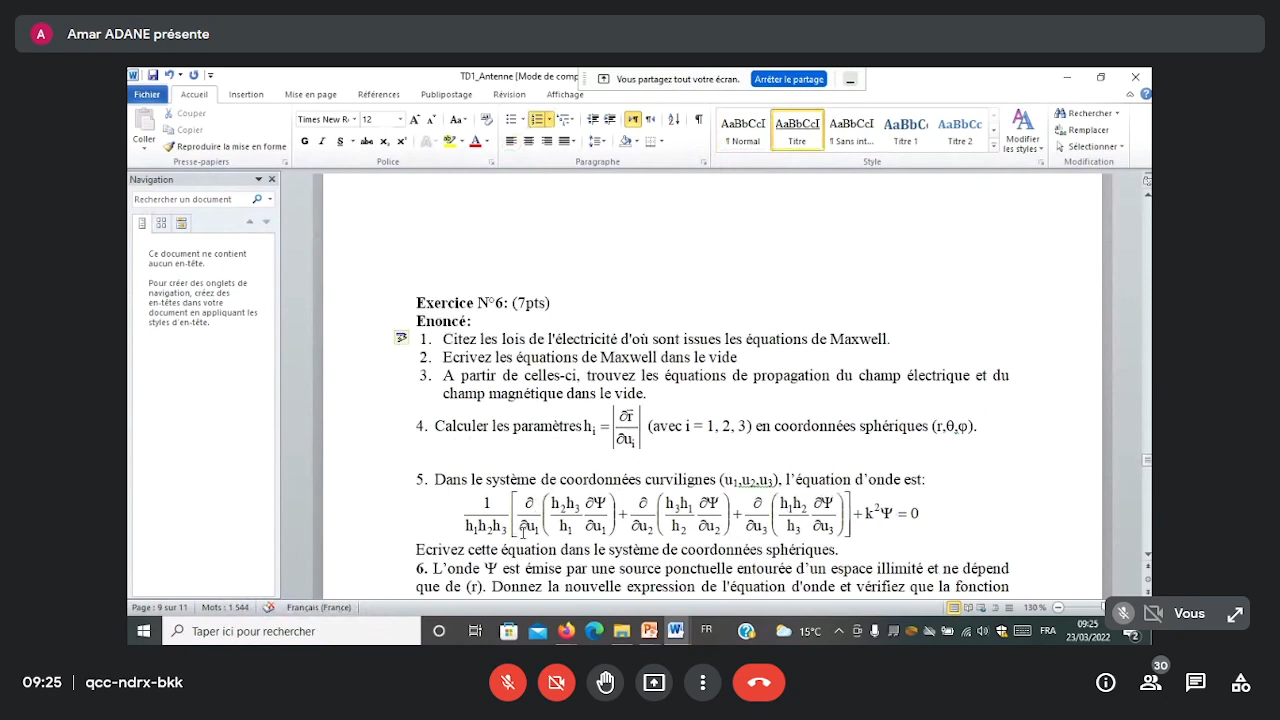 A Amar ADANE présente
TD1_Antenne [Mode de comp
Vous partagez tout votre écran. Arrêter le partage
Fichier Accueil Insertion Mise en page Références Publipostage Révision Affichage
Coller
Couper
Copier
Reproduire la mise en forme
Presse-papiers
Times New R 12
G I S abc x₂ x² A
Police
Paragraphe
AaBbCcI AaBbCcI AaBbCcI AaBbC AaBbCc
¶ Normal Titre ¶ Sans int... Titre 1 Titre 2
Modifier les styles
Style
Rechercher
Remplacer
Sélectionner
Modification
Navigation
Rechercher un document
Ce document ne contient
aucun en-tête.
Pour créer des onglets de
navigation, créez des
en-têtes dans votre
document en appliquant les
styles d'en-tête.
Exercice N°6: (7pts)
Enoncé:
1. Citez les lois de l'électricité d'où sont issues les équations de Maxwell.
2. Ecrivez les équations de Maxwell dans le vide
3. A partir de celles-ci, trouvez les équations de propagation du champ électrique et du
champ magnétique dans le vide.
4. Calculer les paramètres hᵢ = |∂r̄/∂uᵢ| (avec i = 1, 2, 3) en coordonnées sphériques (r,θ,φ).
5. Dans le système de coordonnées curvilignes (u₁,u₂,u₃), l’équation d’onde est:
1/(h₁h₂h₃) [∂/∂u₁ (h₂h₃/h₁ ∂Ψ/∂u₁) + ∂/∂u₂ (h₃h₁/h₂ ∂Ψ/∂u₂) + ∂/∂u₃ (h₁h₂/h₃ ∂Ψ/∂u₃)] + k²Ψ = 0
Ecrivez cette équation dans le système de coordonnées sphériques.
6. L’onde Ψ est émise par une source ponctuelle entourée d’un espace illimité et ne dépend
que de (r). Donnez la nouvelle expression de l'équation d'onde et vérifiez que la fonction
Page : 9 sur 11 Mots : 1 544 Français (France) 130 %
Vous
Taper ici pour rechercher
FR 15°C FRA
09:25
23/03/2022
2
09:25 | qcc-ndrx-bkk
30